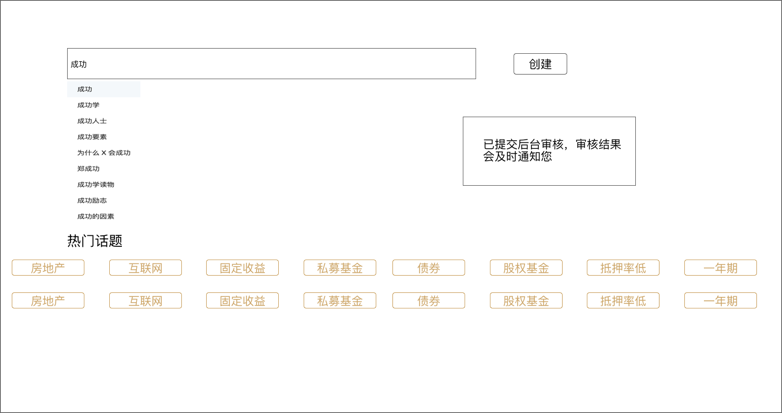 成功
创建
成功
成功学
成功人士
成功要素
为什么 X 会成功
郑成功
成功学读物
成功励志
成功的因素
已提交后台审核，审核结果
会及时通知您
热门话题
房地产 互联网 固定收益 私募基金 债券 股权基金 抵押率低 一年期
房地产 互联网 固定收益 私募基金 债券 股权基金 抵押率低 一年期